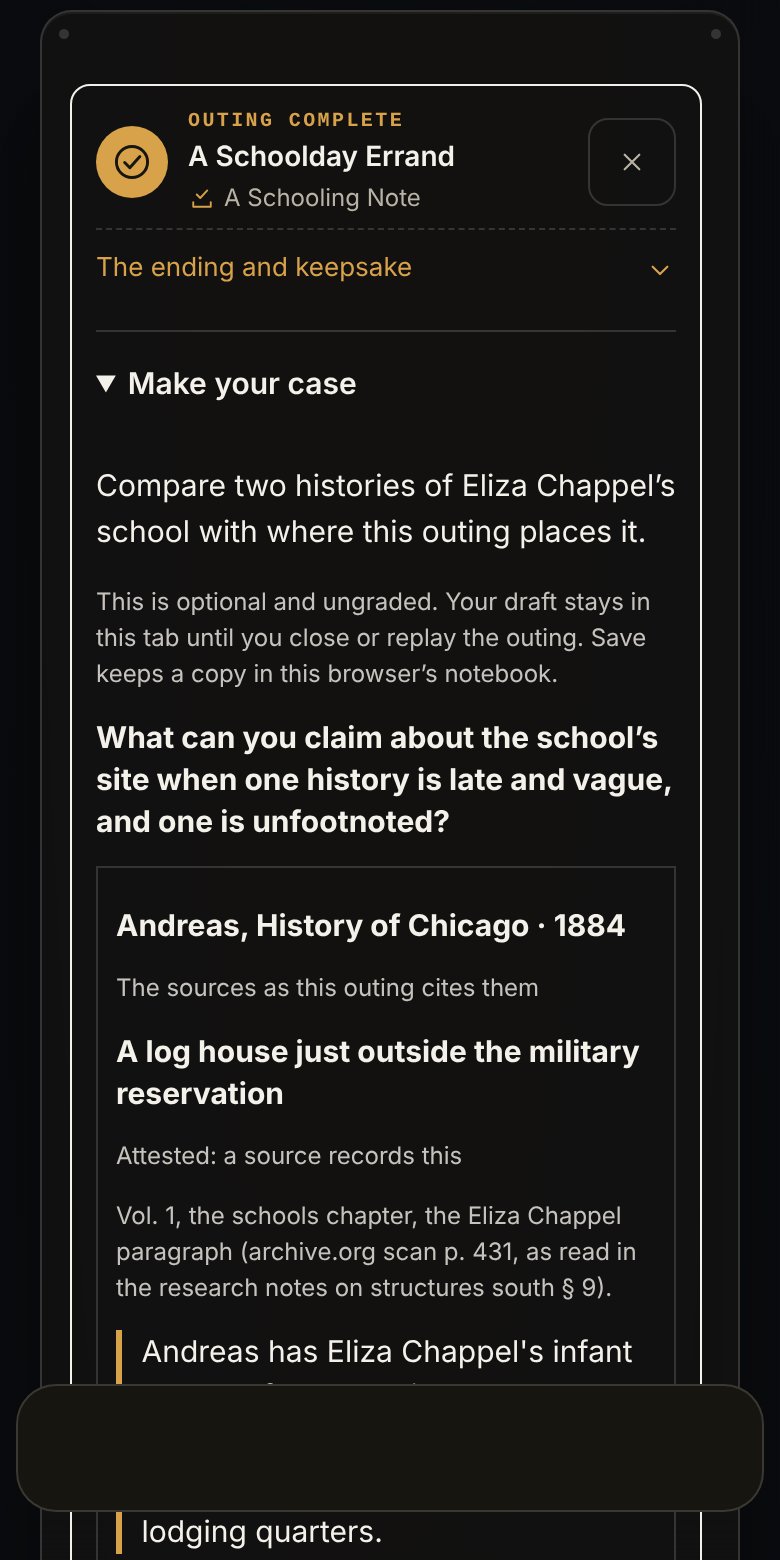 OUTING COMPLETE
A Schoolday Errand
A Schooling Note
The ending and keepsake
Make your case
Compare two histories of Eliza Chappel’s
school with where this outing places it.
This is optional and ungraded. Your draft stays in
this tab until you close or replay the outing. Save
keeps a copy in this browser’s notebook.
What can you claim about the school’s
site when one history is late and vague,
and one is unfootnoted?
Andreas, History of Chicago · 1884
The sources as this outing cites them
A log house just outside the military
reservation
Attested: a source records this
Vol. 1, the schools chapter, the Eliza Chappel
paragraph (archive.org scan p. 431, as read in
the research notes on structures south § 9).
Andreas has Eliza Chappel's infant
lodging quarters.